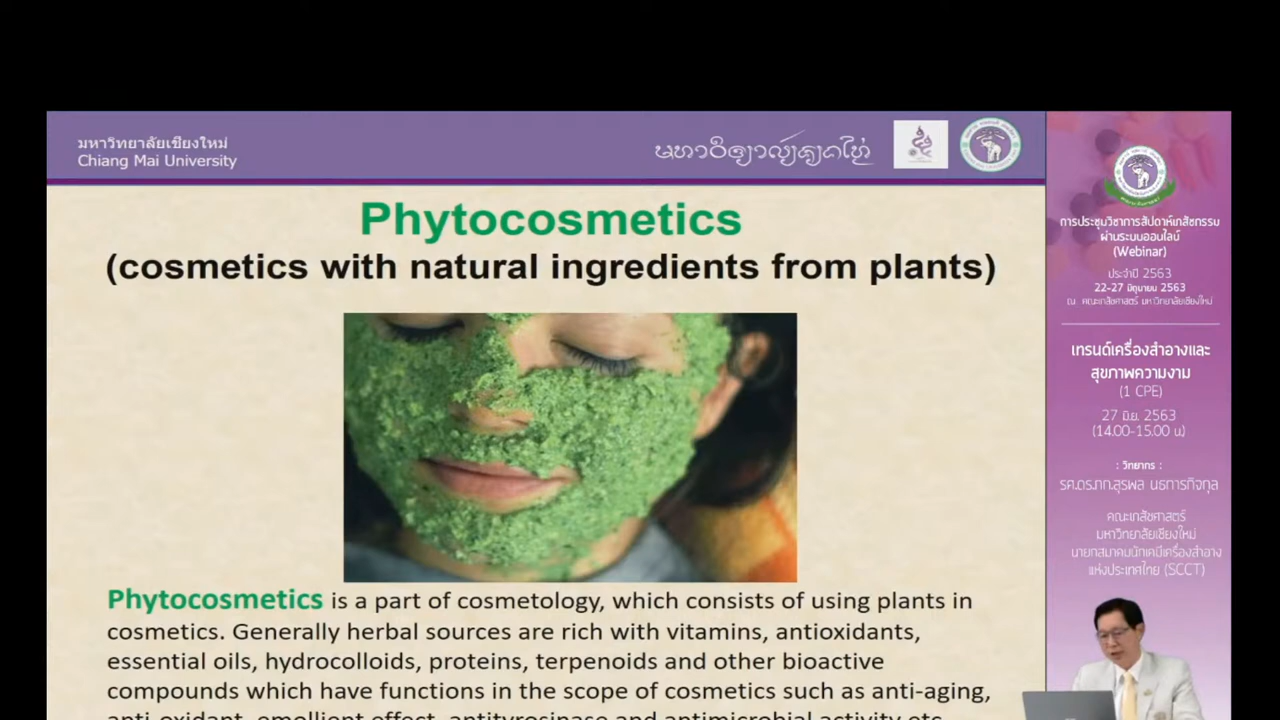 มหาวิทยาลัยเชียงใหม่
Chiang Mai University
Phytocosmetics
(cosmetics with natural ingredients from plants)
Phytocosmetics is a part of cosmetology, which consists of using plants in
cosmetics. Generally herbal sources are rich with vitamins, antioxidants,
essential oils, hydrocolloids, proteins, terpenoids and other bioactive
compounds which have functions in the scope of cosmetics such as anti-aging,
anti-oxidant, emollient effect, antityrosinase and antimicrobial activity etc.
การประชุมวิชาการสัปดาห์เภสัชกรรม
ผ่านระบบออนไลน์
(Webinar)
ประจำปี 2563
22-27 มิถุนายน 2563
ณ คณะเภสัชศาสตร์ มหาวิทยาลัยเชียงใหม่
เทรนด์เครื่องสำอางและ
สุขภาพความงาม
(1 CPE)
27 มิ.ย. 2563
(14.00-15.00 น)
: วิทยากร :
รศ.ดร.ภก.สุรพล นธการกิจกุล
คณะเภสัชศาสตร์
มหาวิทยาลัยเชียงใหม่
นายกสมาคมนักเคมีเครื่องสำอาง
แห่งประเทศไทย (SCCT)